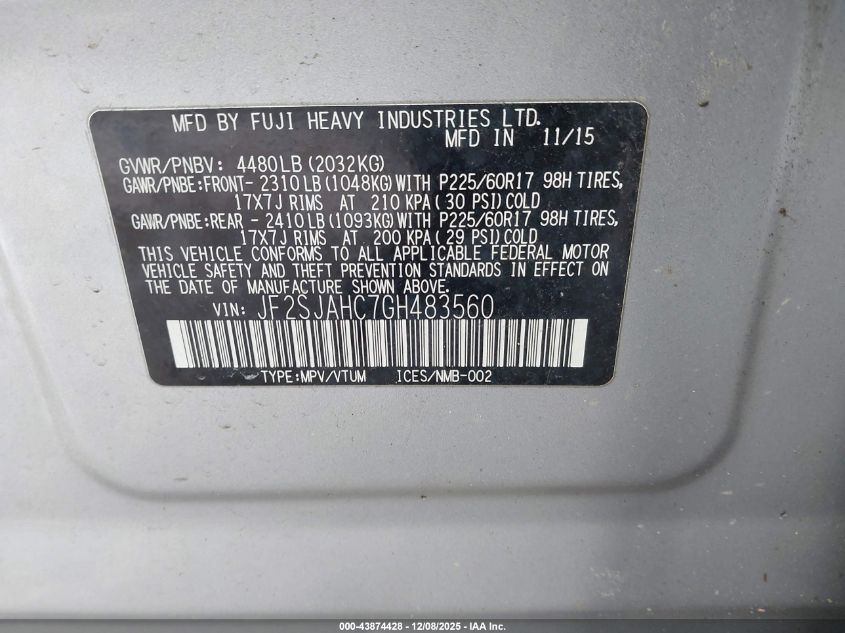 MFD BY FUJI HEAVY INDUSTRIES LTD.
MFD IN 11/15
GVWR/PNBV: 4480LB (2032KG)
GAWR/PNBE:FRONT- 2310LB (1048KG) WITH P225/60R17 98H TIRES,
17X7J RIMS AT 210 KPA( 30 PSI)COLD
GAWR/PNBE:REAR - 2410LB (1093KG) WITH P225/60R17 98H TIRES,
17X7J RIMS AT 200 KPA( 29 PSI)COLD
THIS VEHICLE CONFORMS TO ALL APPLICABLE FEDERAL MOTOR
VEHICLE SAFETY AND THEFT PREVENTION STANDARDS IN EFFECT ON
THE DATE OF MANUFACTURE SHOWN ABOVE.
VIN: JF2SJAHC7GH483560
TYPE:MPV/VTUM ICES/NMB-002
000-43874428 - 12/08/2025 - IAA Inc.